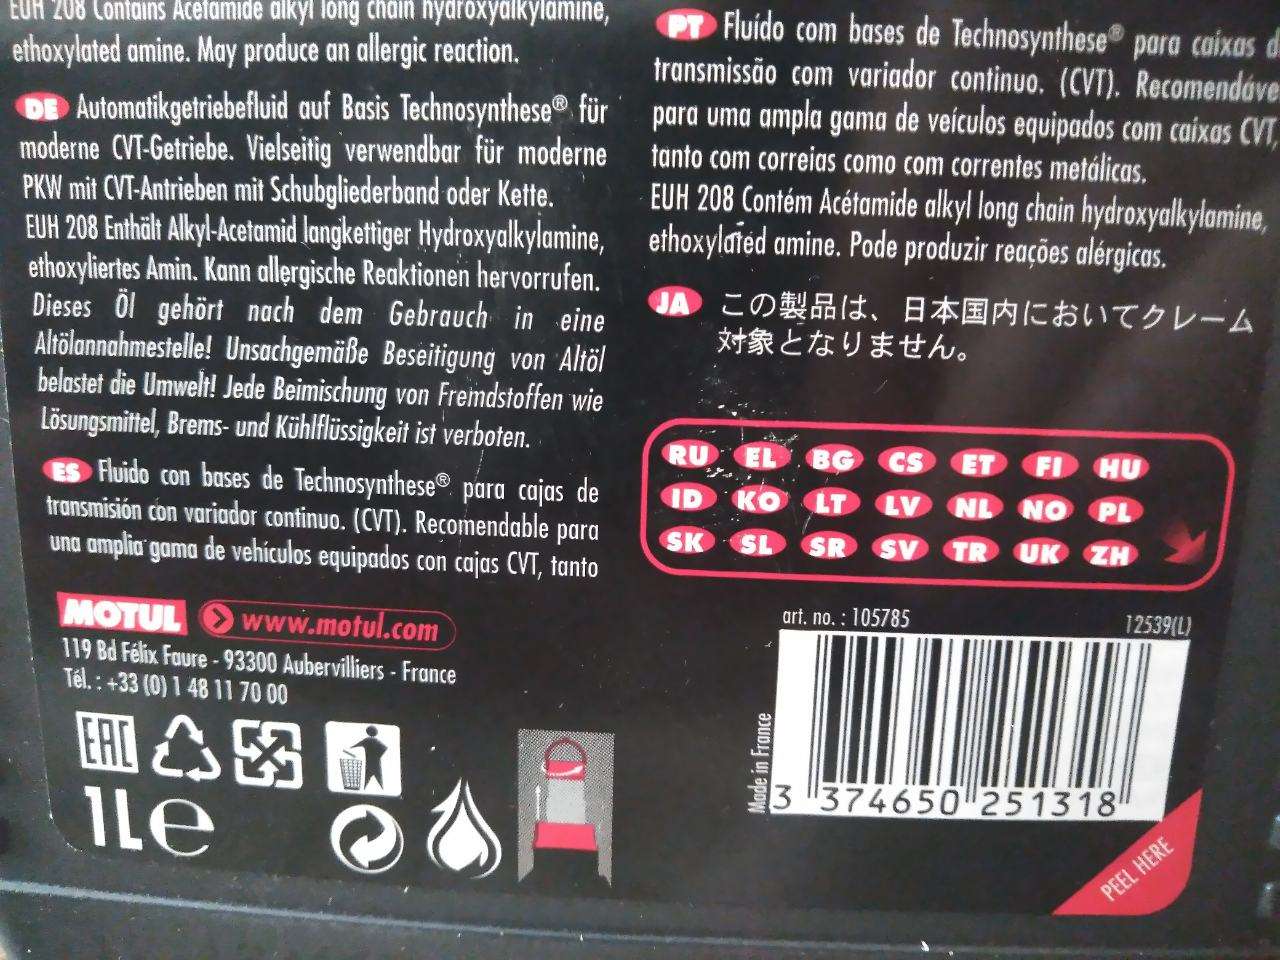 EUH 208 Contains Acetamide alkyl long chain hydroxyalkylamine,
ethoxylated amine. May produce an allergic reaction.
DE Automatikgetriebefluid auf Basis Technosynthese® für
moderne CVT-Getriebe. Vielseitig verwendbar für moderne
PKW mit CVT-Antrieben mit Schubgliederband oder Kette.
EUH 208 Enthält Alkyl-Acetamid langkettiger Hydroxyalkylamine,
ethoxyliertes Amin. Kann allergische Reaktionen hervorrufen.
Dieses Öl gehört nach dem Gebrauch in eine
Altölannahmestelle! Unsachgemäße Beseitigung von Altöl
belastet die Umwelt! Jede Beimischung von Fremdstoffen wie
Lösungsmittel, Brems- und Kühlflüssigkeit ist verboten.
ES Fluido con bases de Technosynthese® para cajas de
transmisión con variador continuo. (CVT). Recomendable para
una amplia gama de vehículos equipados con cajas CVT, tanto
PT Fluído com bases de Technosynthese® para caixas
transmissão com variador continuo. (CVT). Recomendáve
para uma ampla gama de veículos equipados com caixas CVT,
tanto com correias como com correntes metálicas.
EUH 208 Contém Acétamide alkyl long chain hydroxyalkylamine,
ethoxylated amine. Pode produzir reações alérgicas.
JA この製品は、日本国内においてクレーム
対象となりません。
RU EL BG CS ET FI HU
ID KO LT LV NL NO PL
SK SL SR SV TR UK ZH
MOTUL www.motul.com
119 Bd Félix Faure - 93300 Aubervilliers - France
Tél. : +33 (0) 1 48 11 70 00
EAC
1L e
art. no. : 105785
12539(L)
Made in France
3 374650 251318
PEEL HERE